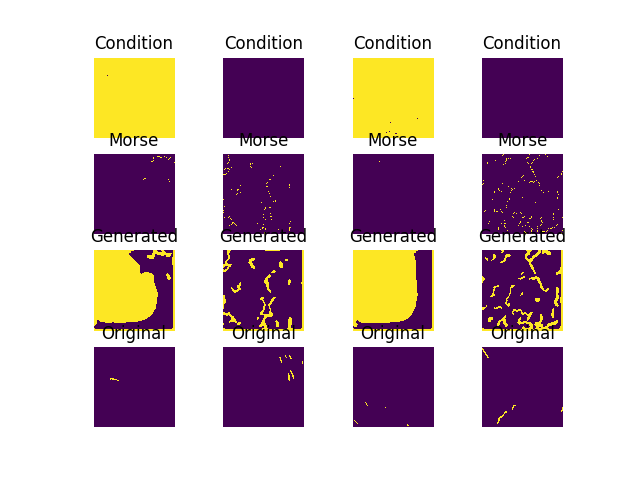 Condition Condition Condition Condition
Morse Morse Morse Morse
Generated Generated Generated Generated
Original Original Original Original